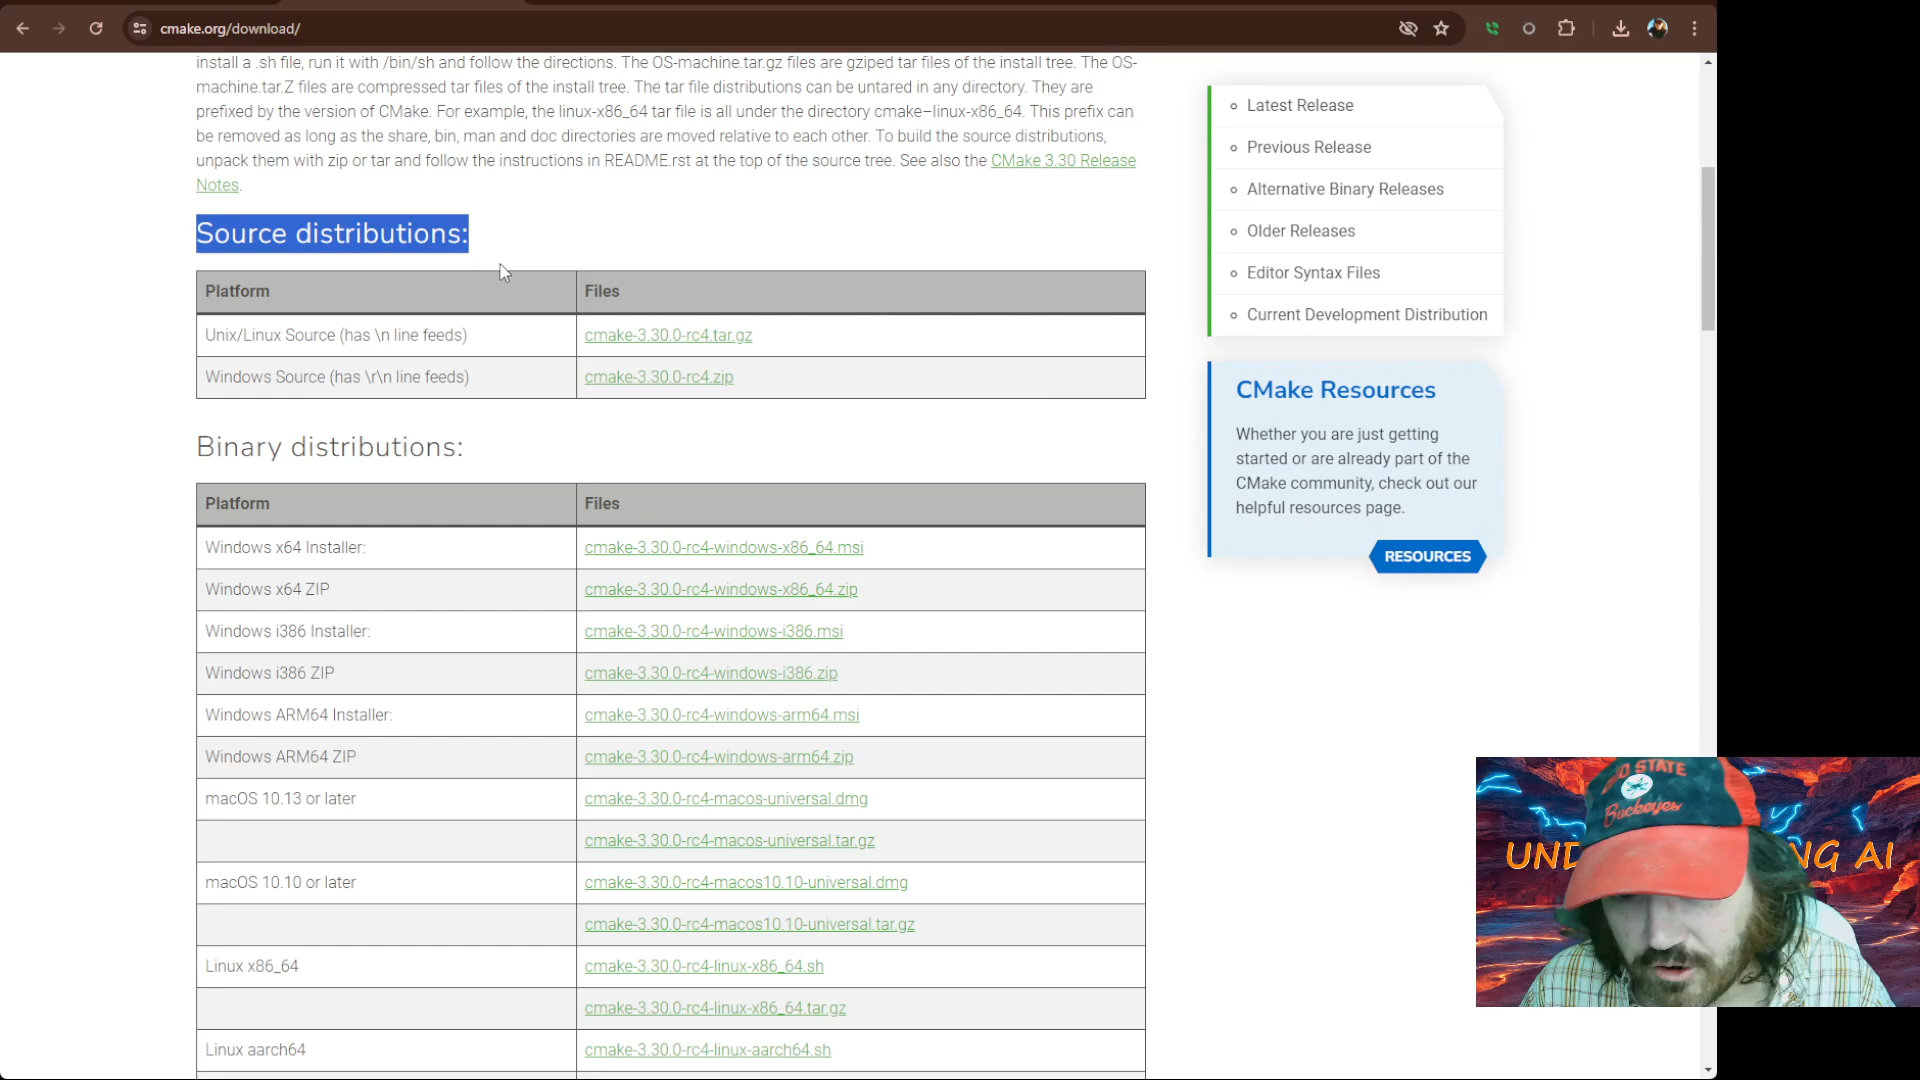 cmake.org/download/
install a .sh file, run it with /bin/sh and follow the directions. The OS-machine.tar.gz files are gziped tar files of the install tree. The OS-
machine.tar.Z files are compressed tar files of the install tree. The tar file distributions can be untared in any directory. They are
prefixed by the version of CMake. For example, the linux-x86_64 tar file is all under the directory cmake–linux-x86_64. This prefix can
be removed as long as the share, bin, man and doc directories are moved relative to each other. To build the source distributions,
unpack them with zip or tar and follow the instructions in README.rst at the top of the source tree. See also the CMake 3.30 Release
Notes.
Source distributions:
Platform Files
Unix/Linux Source (has \n line feeds) cmake-3.30.0-rc4.tar.gz
Windows Source (has \r\n line feeds) cmake-3.30.0-rc4.zip
Binary distributions:
Platform Files
Windows x64 Installer: cmake-3.30.0-rc4-windows-x86_64.msi
Windows x64 ZIP cmake-3.30.0-rc4-windows-x86_64.zip
Windows i386 Installer: cmake-3.30.0-rc4-windows-i386.msi
Windows i386 ZIP cmake-3.30.0-rc4-windows-i386.zip
Windows ARM64 Installer: cmake-3.30.0-rc4-windows-arm64.msi
Windows ARM64 ZIP cmake-3.30.0-rc4-windows-arm64.zip
macOS 10.13 or later cmake-3.30.0-rc4-macos-universal.dmg
cmake-3.30.0-rc4-macos-universal.tar.gz
macOS 10.10 or later cmake-3.30.0-rc4-macos10.10-universal.dmg
cmake-3.30.0-rc4-macos10.10-universal.tar.gz
Linux x86_64 cmake-3.30.0-rc4-linux-x86_64.sh
cmake-3.30.0-rc4-linux-x86_64.tar.gz
Linux aarch64 cmake-3.30.0-rc4-linux-aarch64.sh
Latest Release
Previous Release
Alternative Binary Releases
Older Releases
Editor Syntax Files
Current Development Distribution
CMake Resources
Whether you are just getting
started or are already part of the
CMake community, check out our
helpful resources page.
RESOURCES
STATE
Buckeyes
AI